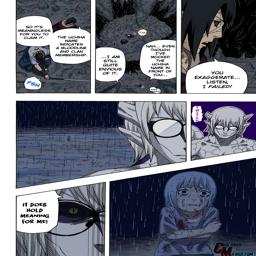 SO IT'S
MEANINGLESS
FOR YOU TO
CLAIM IT.
THE UCHIHA
NAME
INDICATES
A BLOODLINE
AND CLAN
MEMBERSHIP.
NAH... EVEN
THOUGH
I'VE
MOCKED
THE UCHIHA
NAME IN
FRONT OF
YOU...
...I AM
STILL
QUITE
ENVIOUS
OF IT.
YOU
EXAGGERATE...
LISTEN,
I FAILED!
IT DOES
HOLD
MEANING
FOR ME!